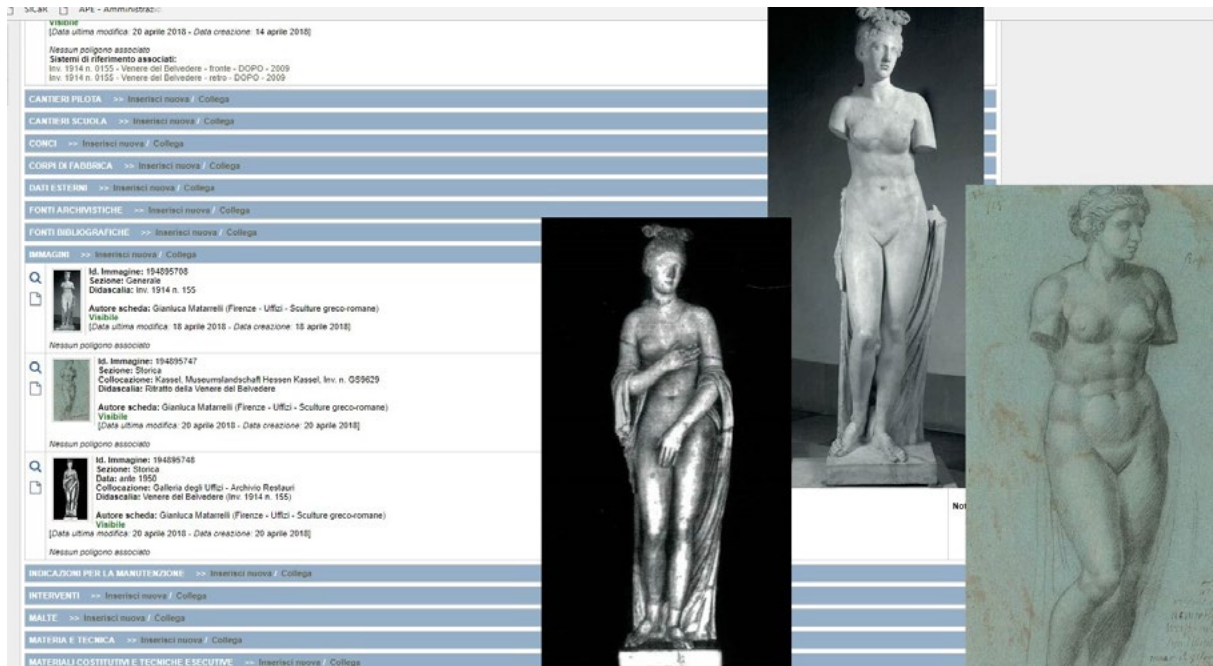 SICaR APE - Amministrazio
Visibile
[Data ultima modifica: 20 aprile 2018 - Data creazione: 14 aprile 2018]
Nessun poligono associato
Sistemi di riferimento associati:
Inv. 1914 n. 0155 - Venere del Belvedere - fronte - DOPO - 2009
Inv. 1914 n. 0155 - Venere del Belvedere - retro - DOPO - 2009
CANTIERI PILOTA >> Inserisci nuova / Collega
CANTIERI SCUOLA >> Inserisci nuova / Collega
CONCI >> Inserisci nuova / Collega
CORPI DI FABBRICA >> Inserisci nuova / Collega
DATI ESTERNI >> Inserisci nuova / Collega
FONTI ARCHIVISTICHE >> Inserisci nuova / Collega
FONTI BIBLIOGRAFICHE >> Inserisci nuova / Collega
IMMAGINI >> Inserisci nuova / Collega
Id. Immagine: 194895708
Sezione: Generale
Didascalia: Inv. 1914 n. 155
Autore scheda: Gianluca Matarrelli (Firenze - Uffizi - Sculture greco-romane)
Visibile
[Data ultima modifica: 18 aprile 2018 - Data creazione: 18 aprile 2018]
Nessun poligono associato
Id. Immagine: 194895747
Sezione: Storica
Collocazione: Kassel, Museumslandschaft Hessen Kassel, Inv. n. GS9629
Didascalia: Ritratto della Venere del Belvedere
Autore scheda: Gianluca Matarrelli (Firenze - Uffizi - Sculture greco-romane)
Visibile
[Data ultima modifica: 20 aprile 2018 - Data creazione: 20 aprile 2018]
Nessun poligono associato
Id. Immagine: 194895748
Sezione: Storica
Data: ante 1950
Collocazione: Galleria degli Uffizi - Archivio Restauri
Didascalia: Venere del Belvedere (Inv. 1914 n. 155)
Autore scheda: Gianluca Matarrelli (Firenze - Uffizi - Sculture greco-romane)
Visibile
[Data ultima modifica: 20 aprile 2018 - Data creazione: 20 aprile 2018]
Nessun poligono associato
Not
INDICAZIONI PER LA MANUTENZIONE >> Inserisci nuova / Collega
INTERVENTI >> Inserisci nuova / Collega
MALTE >> Inserisci nuova / Collega
MATERIA E TECNICA >> Inserisci nuova / Collega
MATERIALI COSTITUTIVI E TECNICHE ESECUTIVE >> Inserisci nuova / Collega